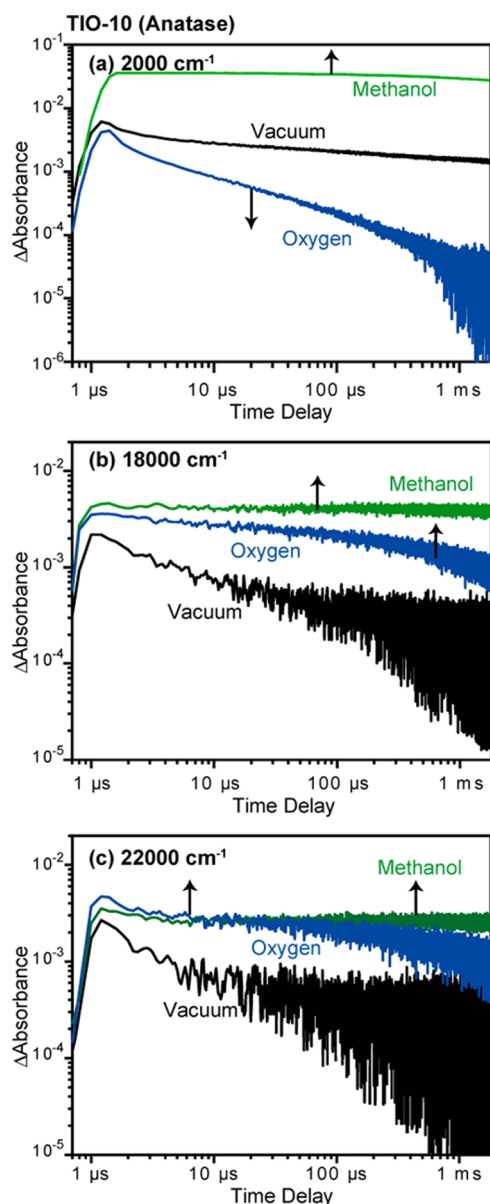 TIO-10 (Anatase)
(a) 2000 cm⁻¹
Methanol
Vacuum
Oxygen
ΔAbsorbance
10⁻¹
10⁻²
10⁻³
10⁻⁴
10⁻⁵
10⁻⁶
1 μs
10 μs
100 μs
1 ms
Time Delay
(b) 18000 cm⁻¹
Methanol
Oxygen
Vacuum
ΔAbsorbance
10⁻²
10⁻³
10⁻⁴
10⁻⁵
1 μs
10 μs
100 μs
1 ms
Time Delay
(c) 22000 cm⁻¹
Methanol
Oxygen
Vacuum
ΔAbsorbance
10⁻²
10⁻³
10⁻⁴
10⁻⁵
1 μs
10 μs
100 μs
1 ms
Time Delay